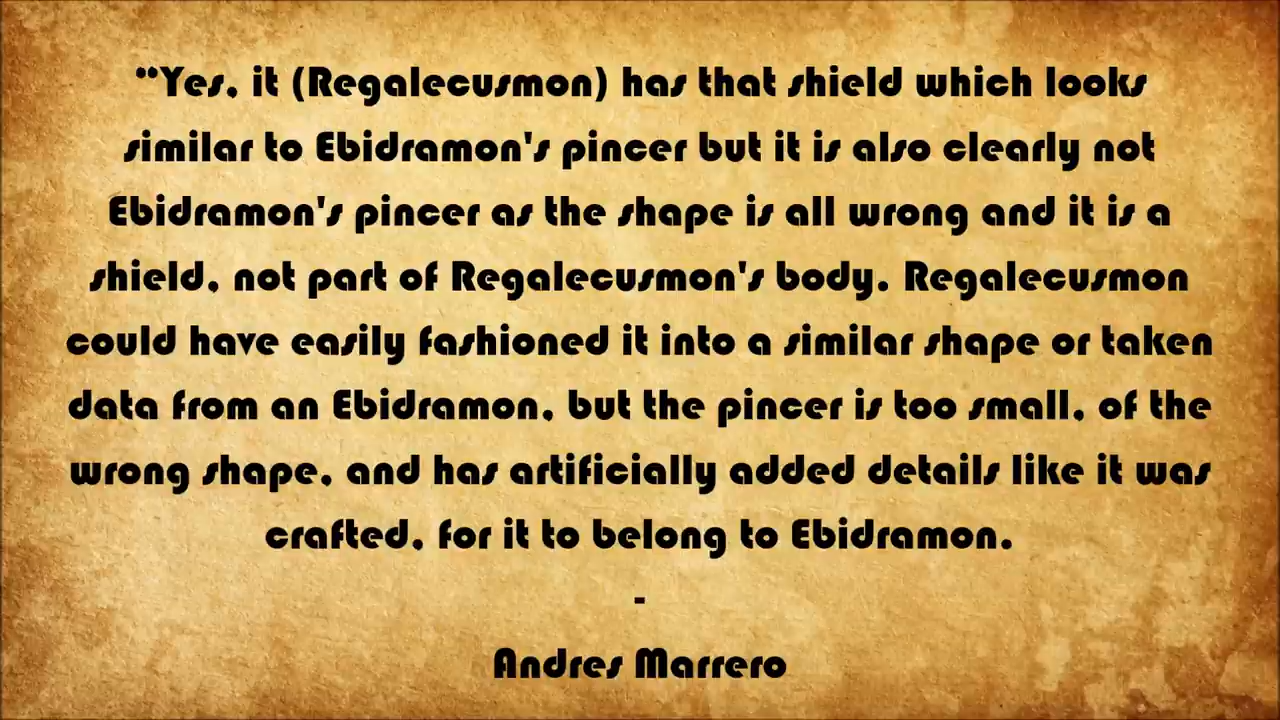 “Yes, it (Regalecusmon) has that shield which looks
similar to Ebidramon's pincer but it is also clearly not
Ebidramon's pincer as the shape is all wrong and it is a
shield, not part of Regalecusmon's body. Regalecusmon
could have easily fashioned it into a similar shape or taken
data from an Ebidramon, but the pincer is too small, of the
wrong shape, and has artificially added details like it was
crafted, for it to belong to Ebidramon.
-
Andres Marrero